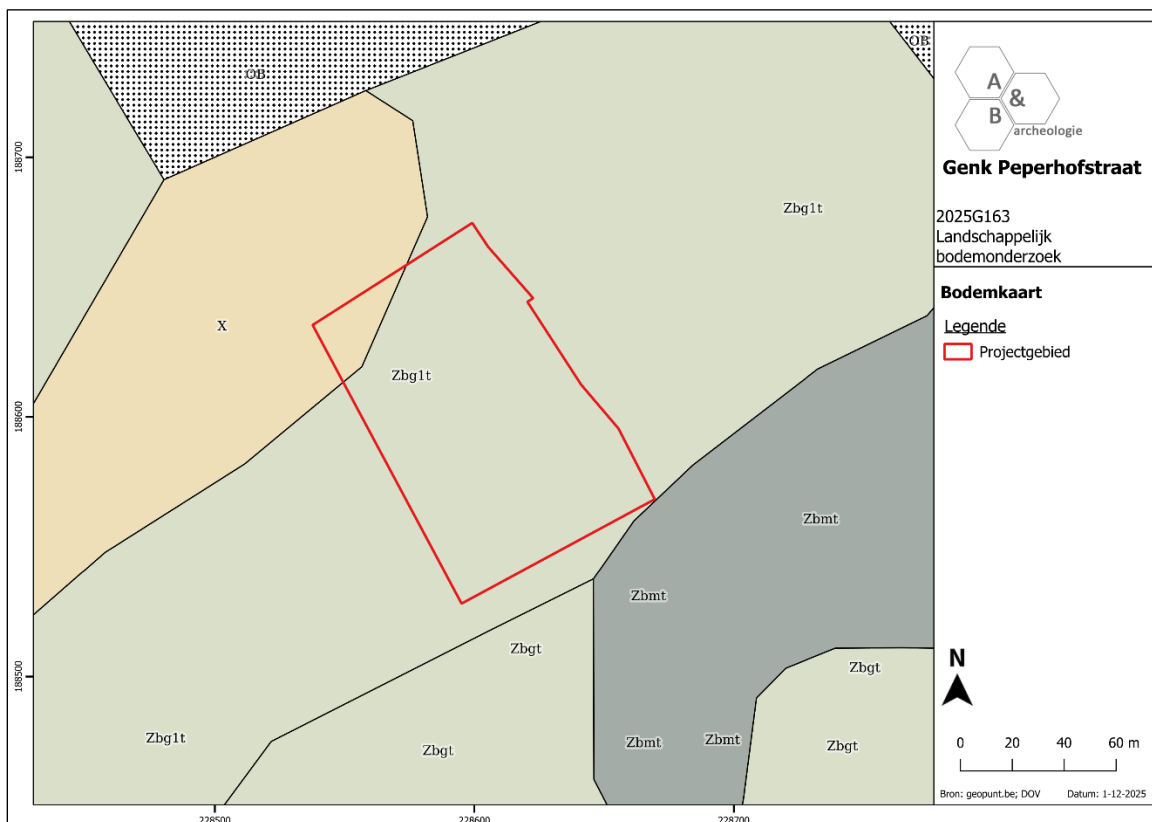 OB
OB
188700
188600
188500
X
Zbg1t
Zbg1t
Zbmt
Zbmt
Zbgt
Zbgt
Zbg1t
Zbgt
Zbmt
Zbmt
Zbgt
228500
228600
228700
A
&
B
archeologie
Genk Peperhofstraat
2025G163
Landschappelijk
bodemonderzoek
Bodemkaart
Legende
Projectgebied
N
0 20 40 60 m
Bron: geopunt.be; DOV Datum: 1-12-2025